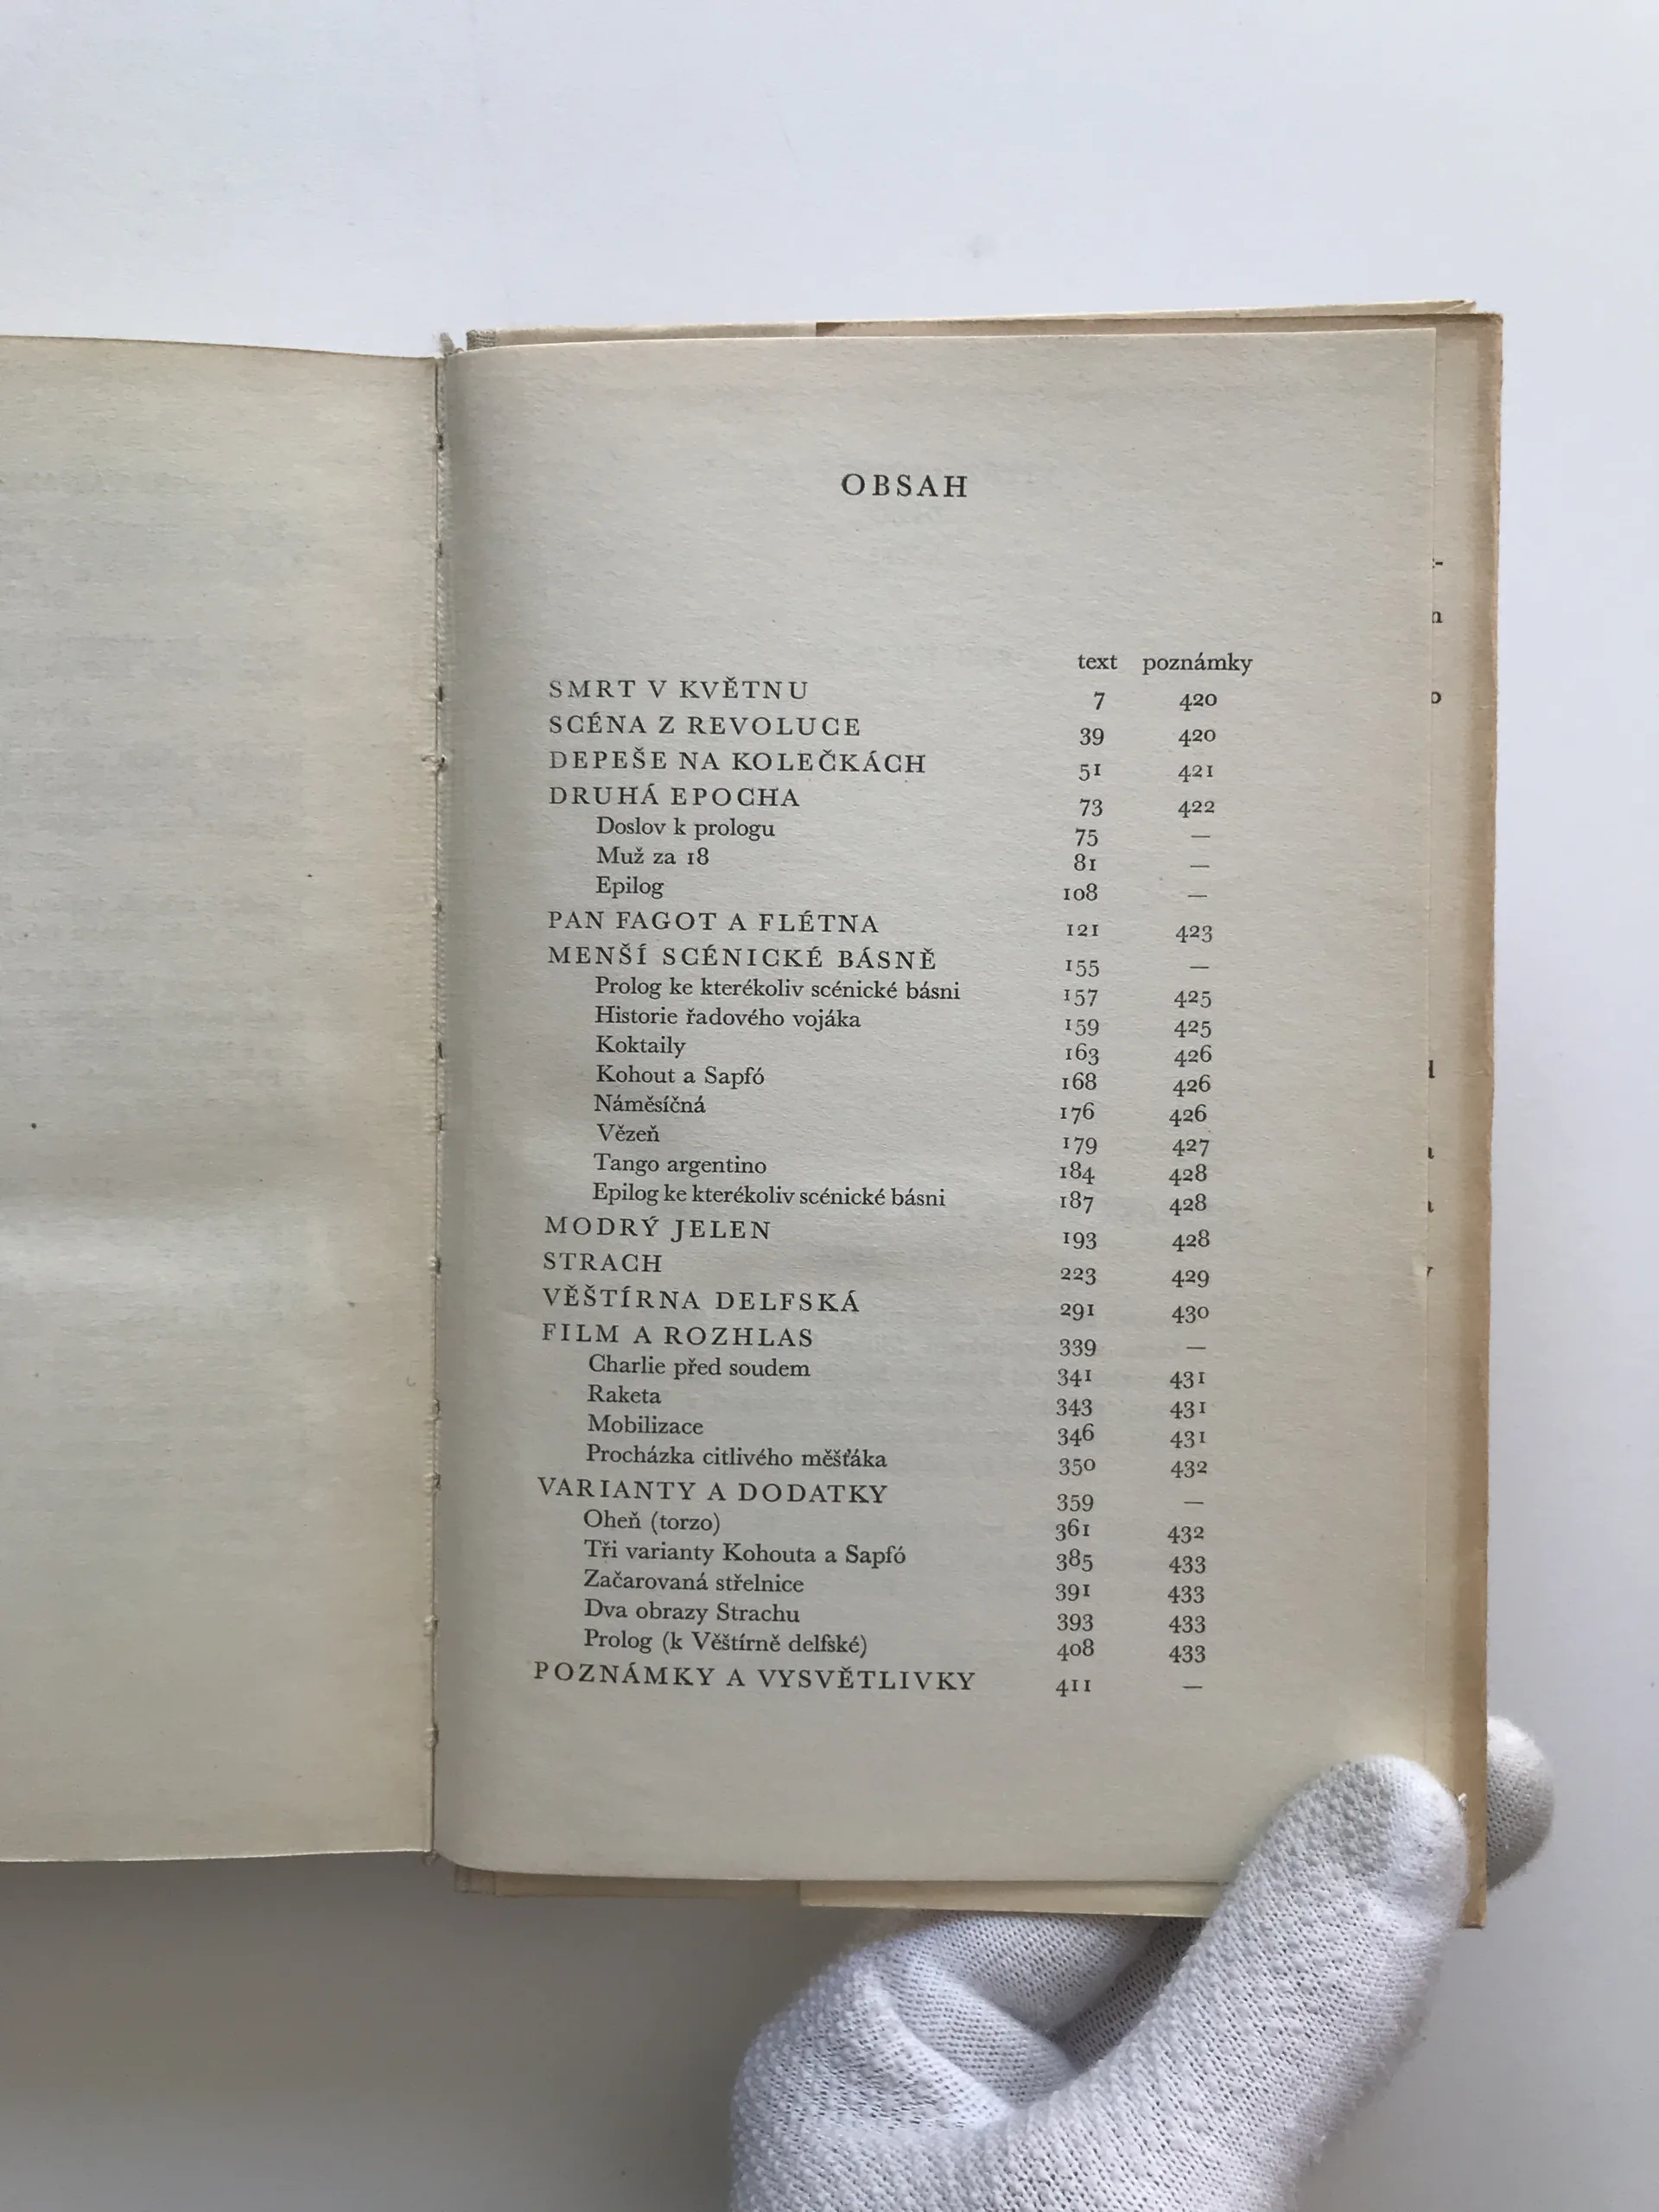 OBSAH
text poznámky
SMRT V KVĚTNU 7 420
SCÉNA Z REVOLUCE 39 420
DEPEŠE NA KOLEČKÁCH 51 421
DRUHÁ EPOCHA 73 422
Doslov k prologu 75 —
Muž za 18 81 —
Epilog 108 —
PAN FAGOT A FLÉTNA 121 423
MENŠÍ SCÉNICKÉ BÁSNĚ 155 —
Prolog ke kterékoliv scénické básni 157 425
Historie řadového vojáka 159 425
Koktaily 163 426
Kohout a Sapfó 168 426
Náměsíčná 176 426
Vězeň 179 427
Tango argentino 184 428
Epilog ke kterékoliv scénické básni 187 428
MODRÝ JELEN 193 428
STRACH 223 429
VĚŠTÍRNA DELFSKÁ 291 430
FILM A ROZHLAS 339 —
Charlie před soudem 341 431
Raketa 343 431
Mobilizace 346 431
Procházka citlivého měšťáka 350 432
VARIANTY A DODATKY 359 —
Oheň (torzo) 361 432
Tři varianty Kohouta a Sapfó 385 433
Začarovaná střelnice 391 433
Dva obrazy Strachu 393 433
Prolog (k Věštírně delfské) 408 433
POZNÁMKY A VYSVĚTLIVKY 411 —